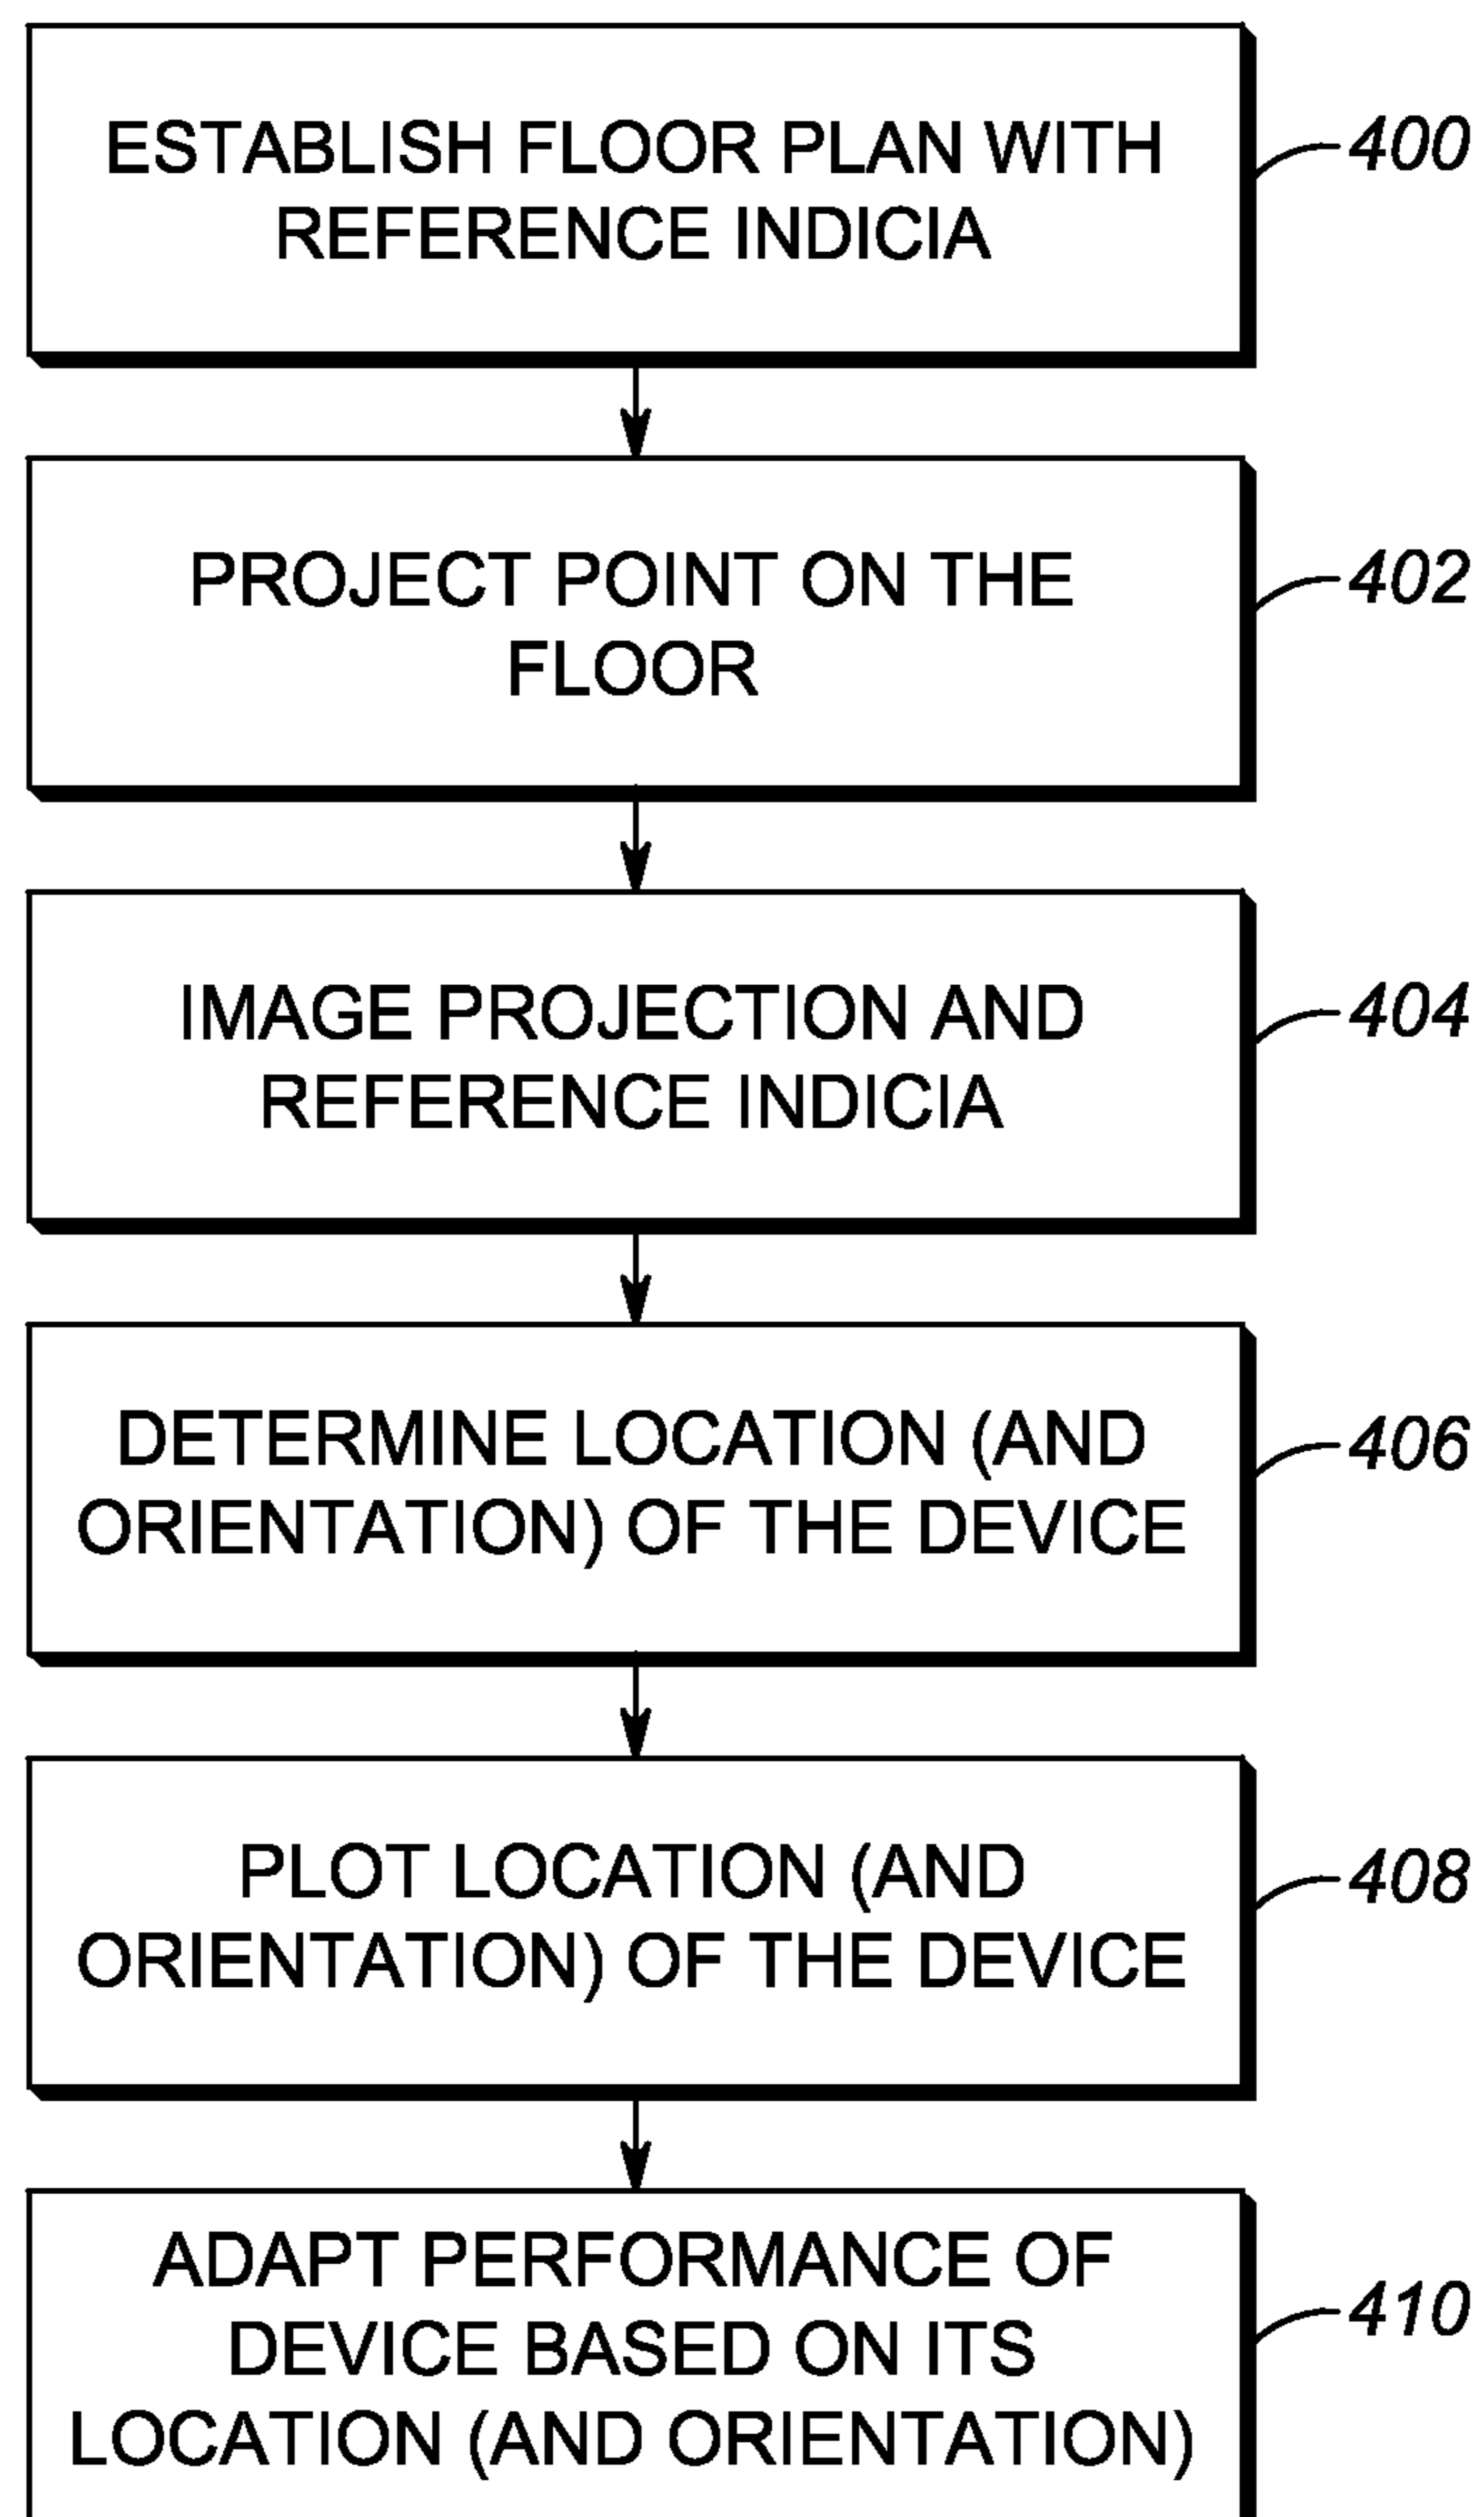 ESTABLISH FLOOR PLAN WITH
REFERENCE INDICIA
400
PROJECT POINT ON THE
FLOOR
402
IMAGE PROJECTION AND
REFERENCE INDICIA
404
DETERMINE LOCATION (AND
ORIENTATION) OF THE DEVICE
406
PLOT LOCATION (AND
ORIENTATION) OF THE DEVICE
408
ADAPT PERFORMANCE OF
DEVICE BASED ON ITS
LOCATION (AND ORIENTATION)
410